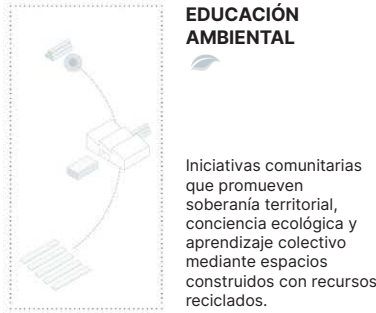 EDUCACIÓN
AMBIENTAL
Iniciativas comunitarias
que promueven
soberanía territorial,
conciencia ecológica y
aprendizaje colectivo
mediante espacios
construidos con recursos
reciclados.